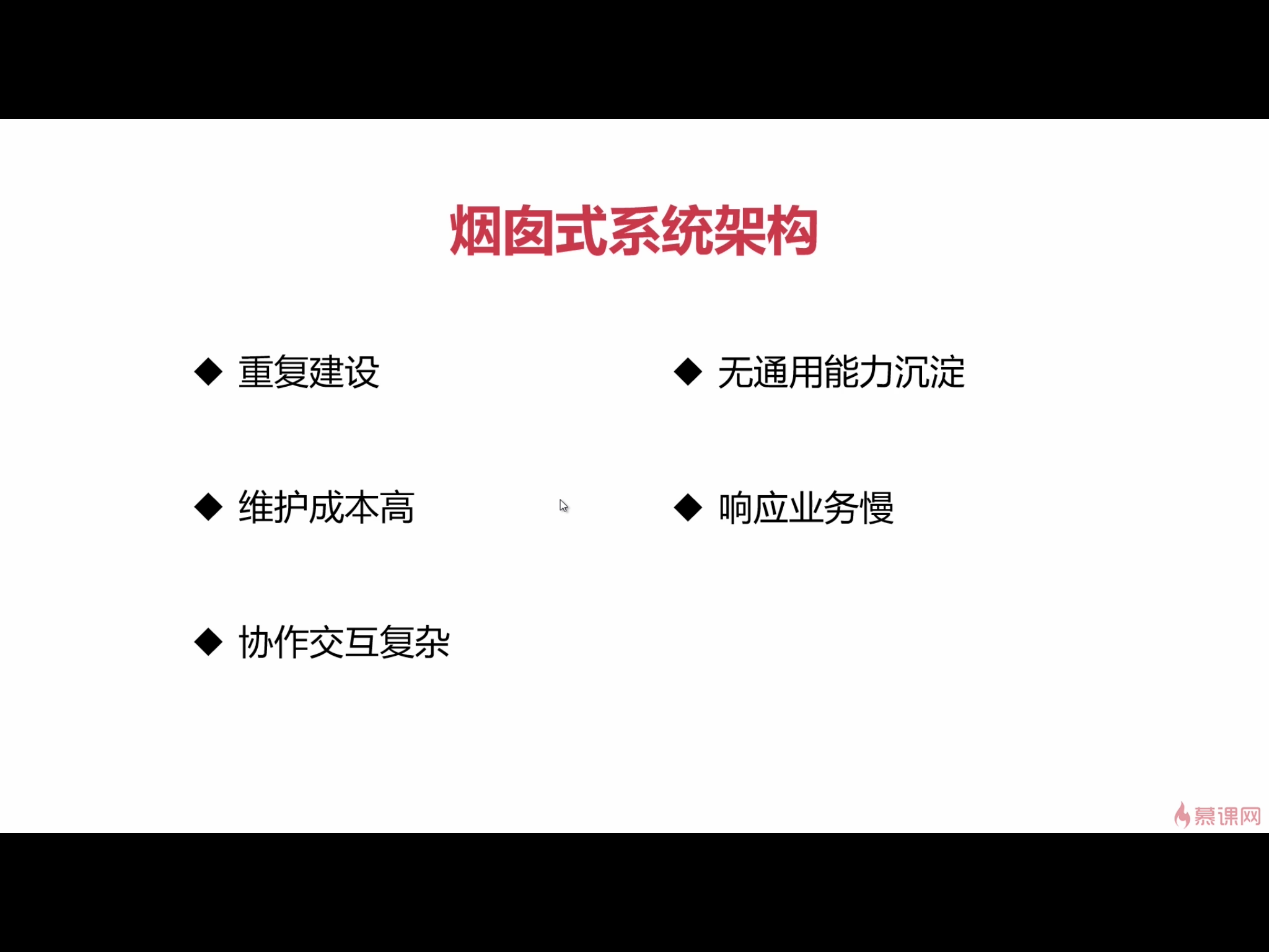 烟囱式系统架构
◆ 重复建设
◆ 无通用能力沉淀
◆ 维护成本高
◆ 响应业务慢
◆ 协作交互复杂
慕课网